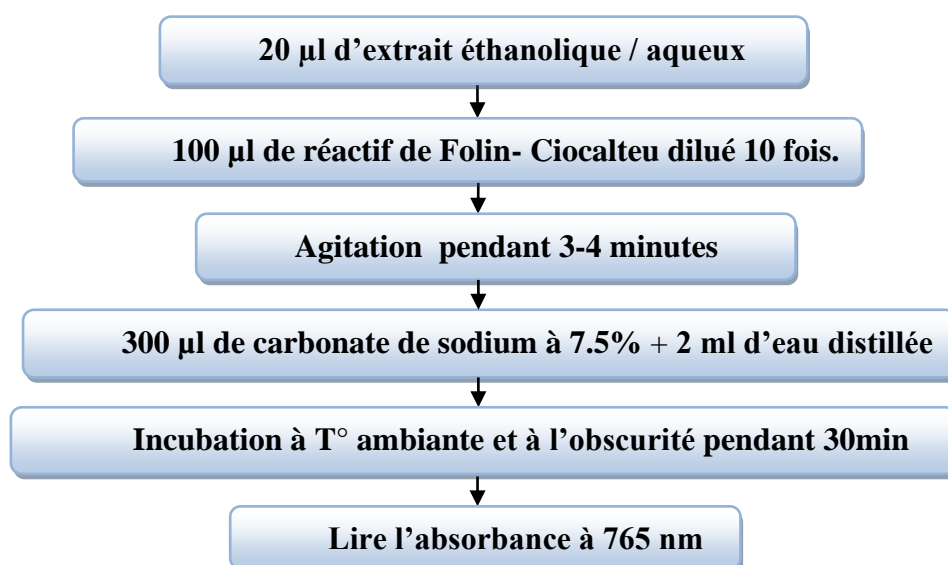 20 µl d’extrait éthanolique / aqueux
100 µl de réactif de Folin- Ciocalteu dilué 10 fois.
Agitation pendant 3-4 minutes
300 µl de carbonate de sodium à 7.5% + 2 ml d’eau distillée
Incubation à T° ambiante et à l’obscurité pendant 30min
Lire l’absorbance à 765 nm